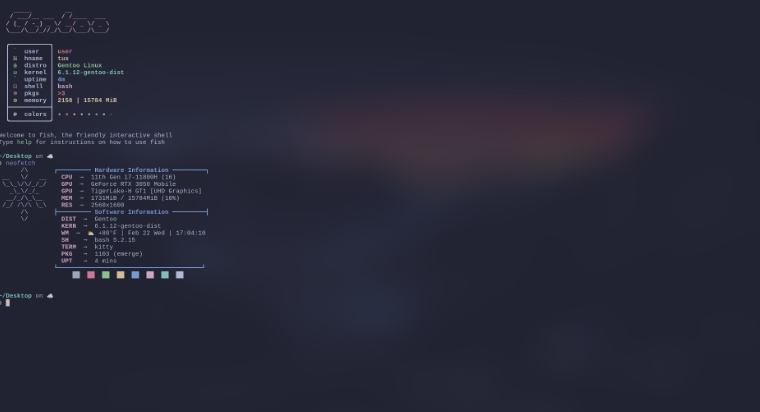 user user
hname tux
distro Gentoo Linux
kernel 6.1.12-gentoo-dist
uptime 4m
shell bash
pkgs >3
memory 2158 | 15784 MiB
colors
Welcome to fish, the friendly interactive shell
Type help for instructions on how to use fish
~/Desktop on
neofetch
Hardware Information
CPU → 11th Gen i7-11800H (16)
GPU → GeForce RTX 3050 Mobile
GPU → TigerLake-H GT1 [UHD Graphics]
MEM → 1731MiB / 15784MiB (10%)
RES → 2560x1600
Software Information
DIST → Gentoo
KERN → 6.1.12-gentoo-dist
WM → +80°F | Feb 22 Wed | 17:04:10
SH → bash 5.2.15
TERM → kitty
PKG → 1103 (emerge)
UPT → 4 mins
~/Desktop on